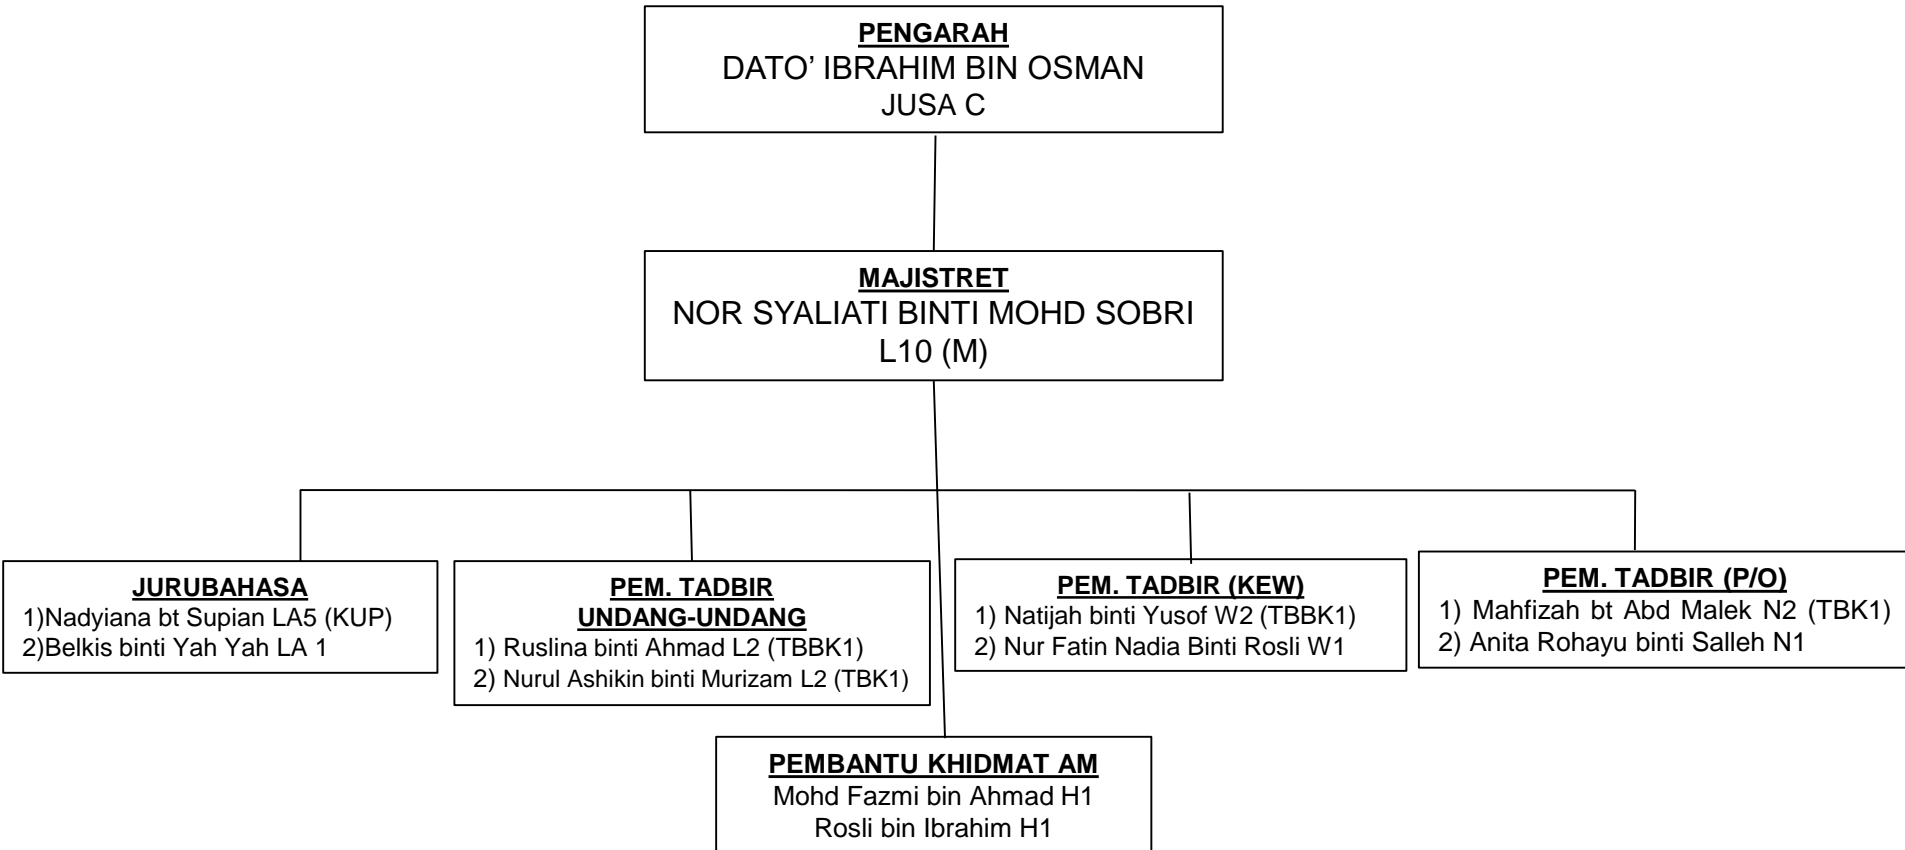 PENGARAH
DATO’ IBRAHIM BIN OSMAN
JUSA C
MAJISTRET
NOR SYALIATI BINTI MOHD SOBRI
L10 (M)
JURUBAHASA
1)Nadyiana bt Supian LA5 (KUP)
2)Belkis binti Yah Yah LA 1
PEM. TADBIR
UNDANG-UNDANG
1) Ruslina binti Ahmad L2 (TBBK1)
2) Nurul Ashikin binti Murizam L2 (TBK1)
PEM. TADBIR (KEW)
1) Natijah binti Yusof W2 (TBBK1)
2) Nur Fatin Nadia Binti Rosli W1
PEM. TADBIR (P/O)
1) Mahfizah bt Abd Malek N2 (TBK1)
2) Anita Rohayu binti Salleh N1
PEMBANTU KHIDMAT AM
Mohd Fazmi bin Ahmad H1
Rosli bin Ibrahim H1